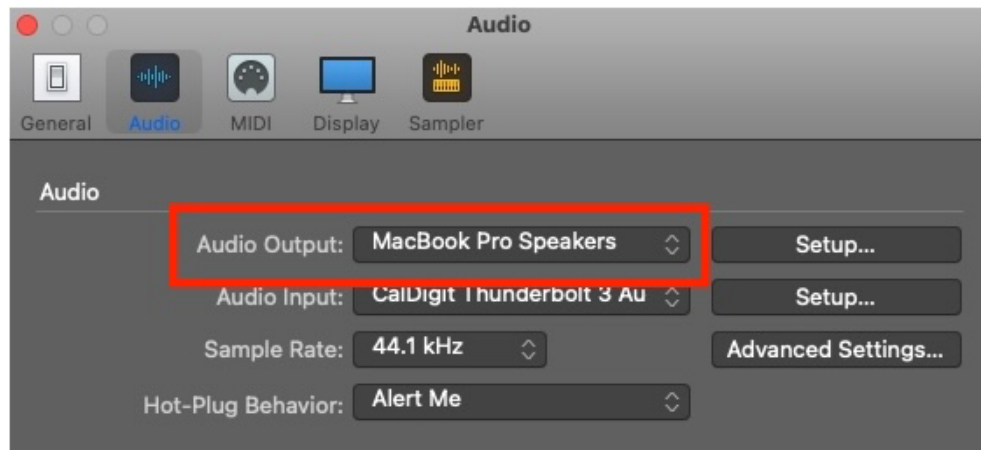 Audio
General Audio MIDI Display Sampler
Audio
Audio Output: MacBook Pro Speakers Setup...
Audio Input: CalDigit Thunderbolt 3 Au Setup...
Sample Rate: 44.1 kHz Advanced Settings...
Hot-Plug Behavior: Alert Me